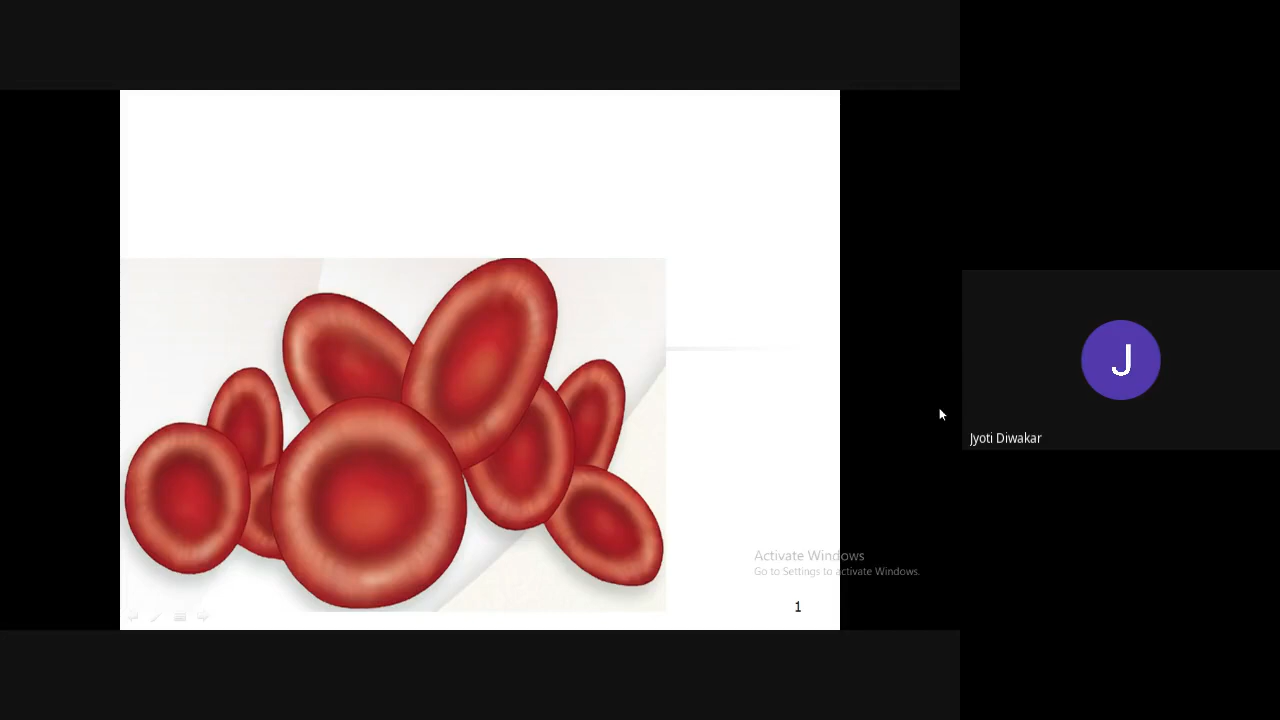 J
Jyoti Diwakar
Activate Windows
Go to Settings to activate Windows.
1